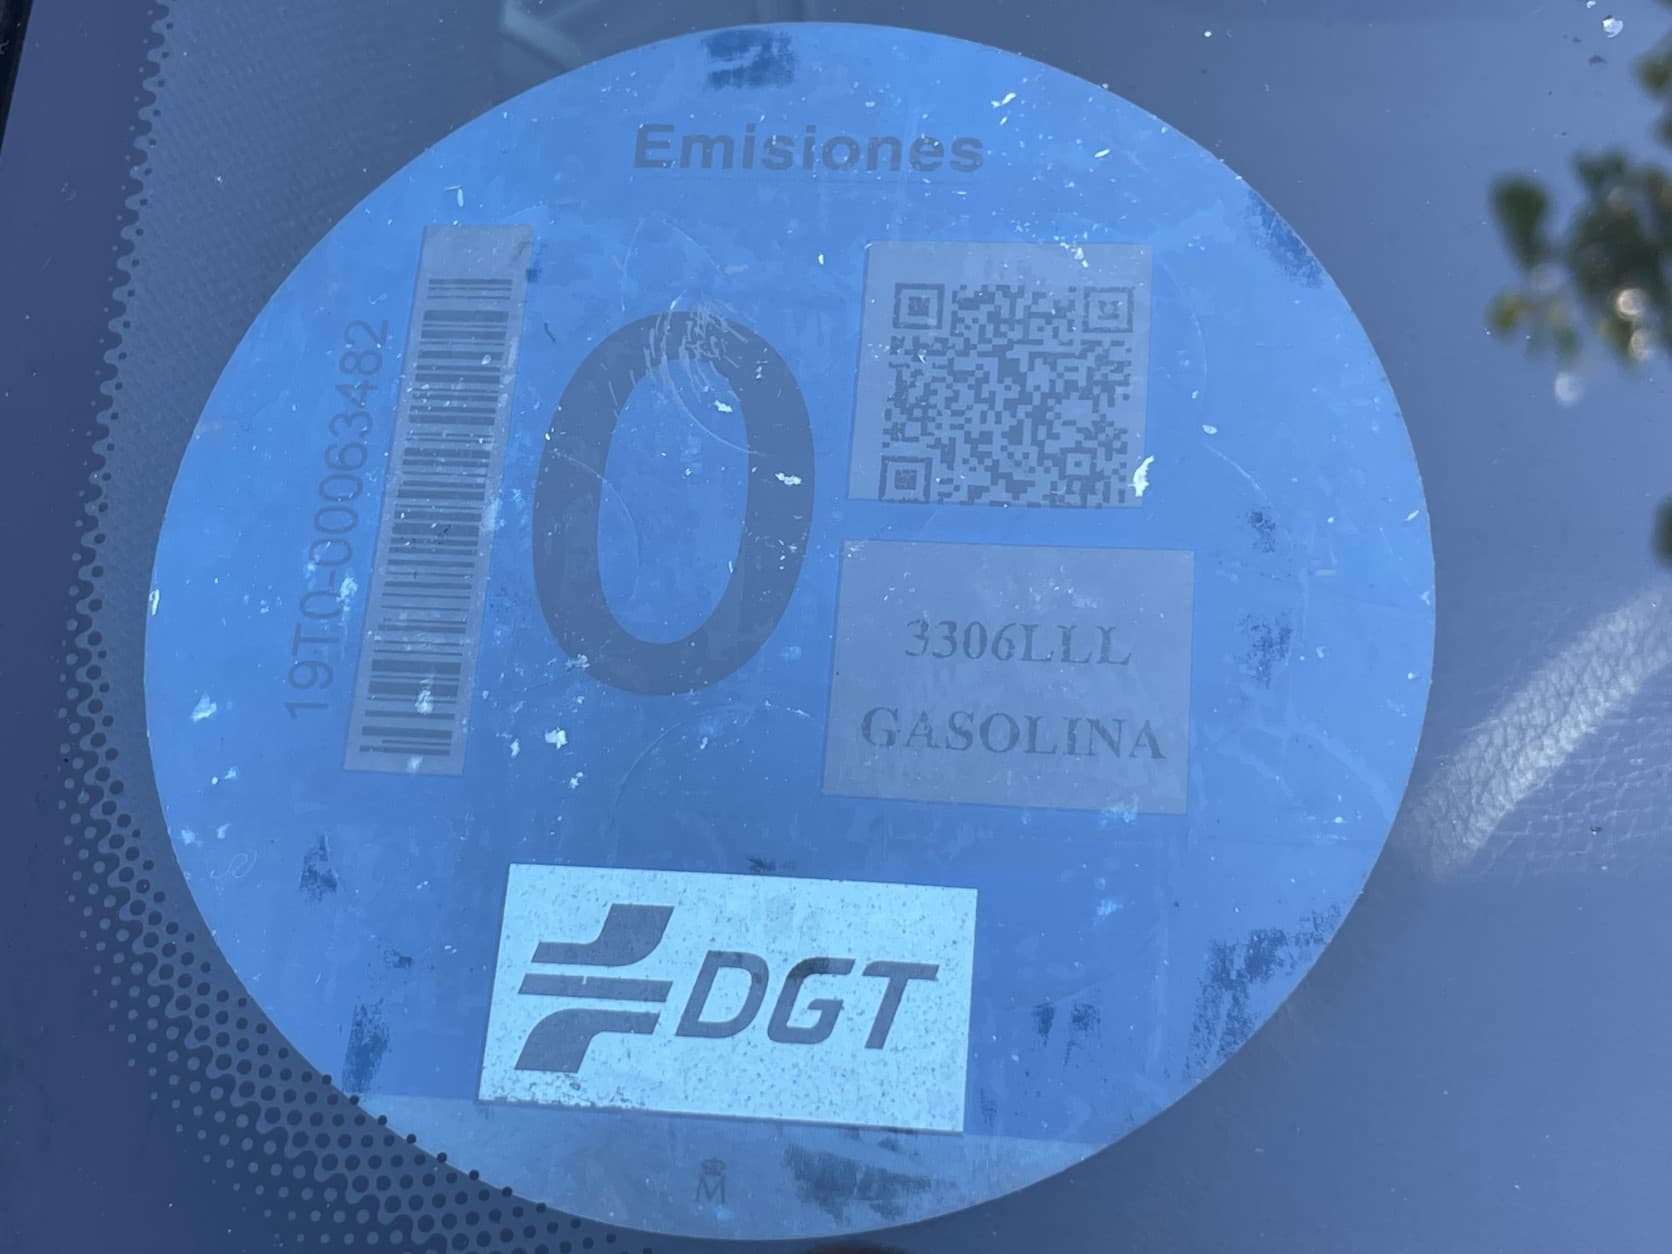 Emisiones
19T0-00063482
0
3306LLL
GASOLINA
DGT
M